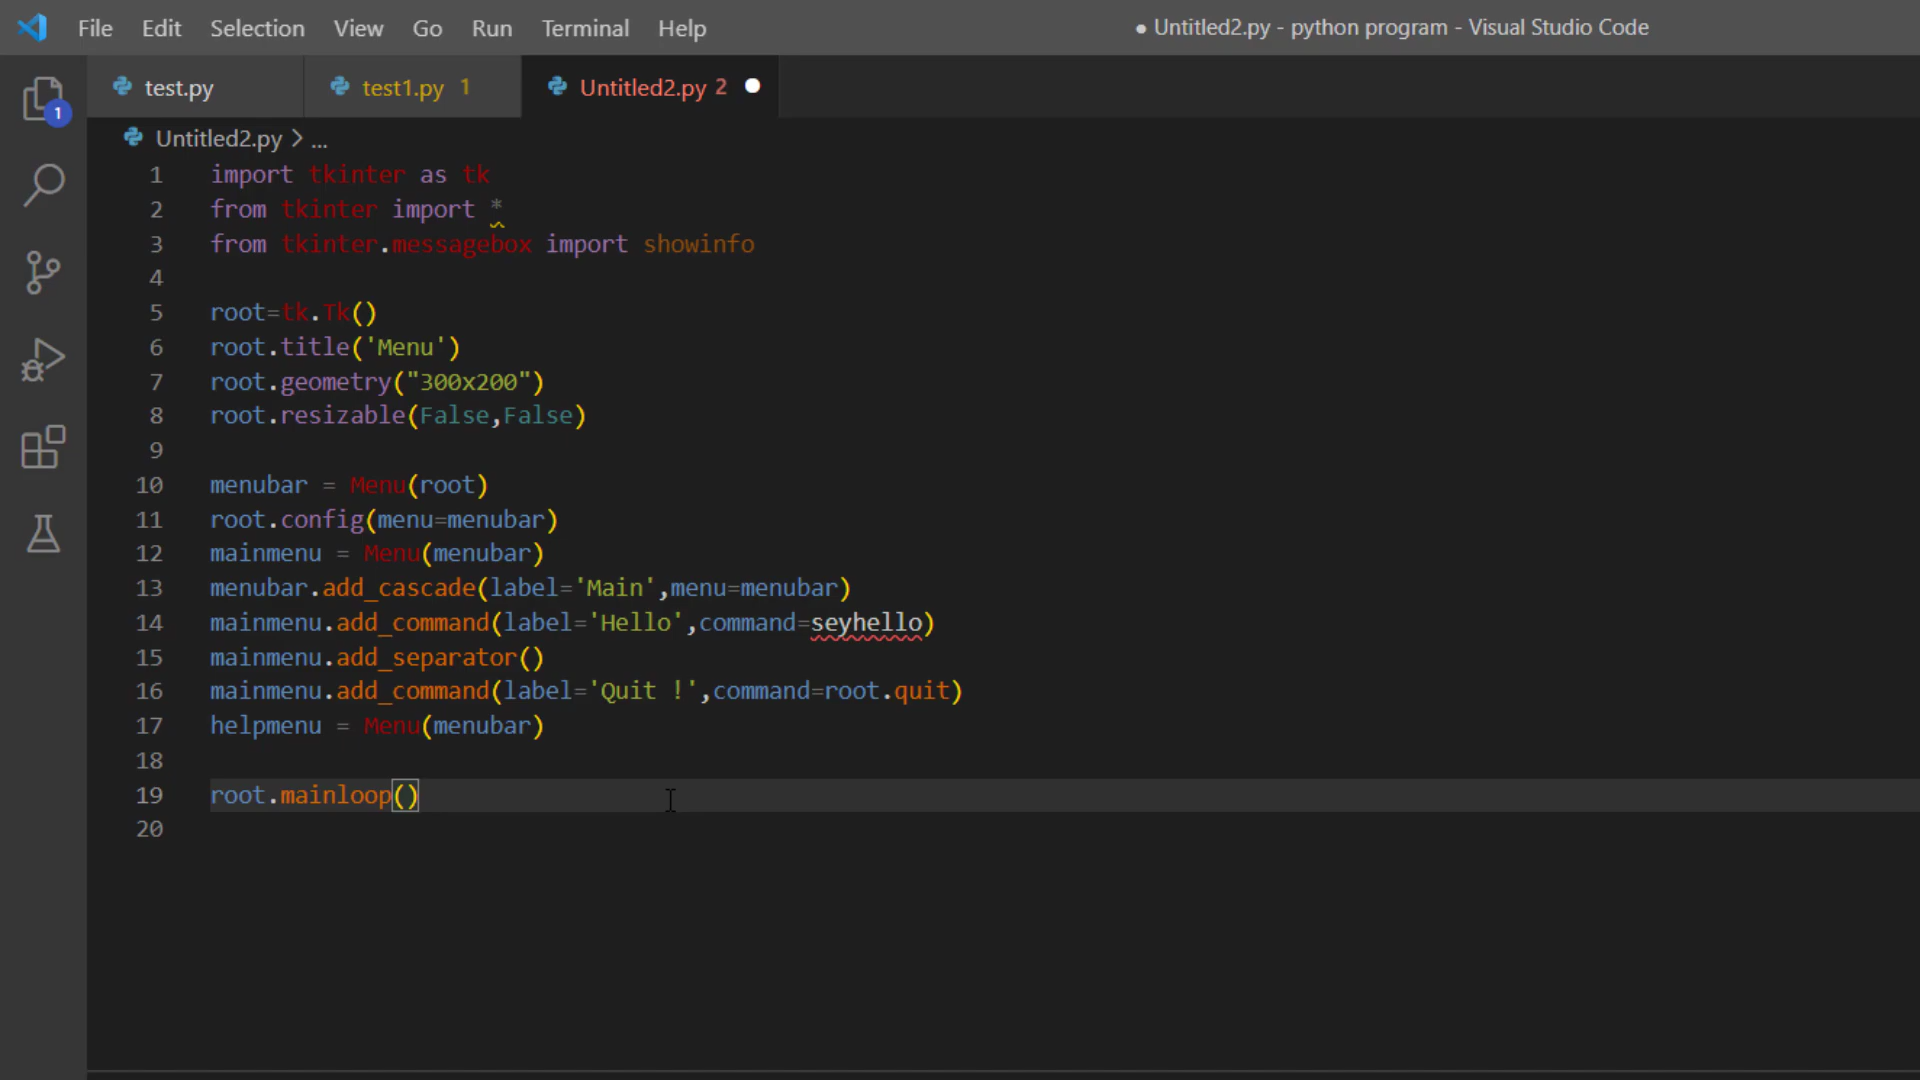 File Edit Selection View Go Run Terminal Help ● Untitled2.py - python program - Visual Studio Code
test.py test1.py 1 Untitled2.py 2 ●
1
Untitled2.py > ...
1 import tkinter as tk
2 from tkinter import *
3 from tkinter.messagebox import showinfo
4
5 root=tk.Tk()
6 root.title('Menu')
7 root.geometry("300x200")
8 root.resizable(False,False)
9
10 menubar = Menu(root)
11 root.config(menu=menubar)
12 mainmenu = Menu(menubar)
13 menubar.add_cascade(label='Main',menu=menubar)
14 mainmenu.add_command(label='Hello',command=seyhello)
15 mainmenu.add_separator()
16 mainmenu.add_command(label='Quit !',command=root.quit)
17 helpmenu = Menu(menubar)
18
19 root.mainloop()
20